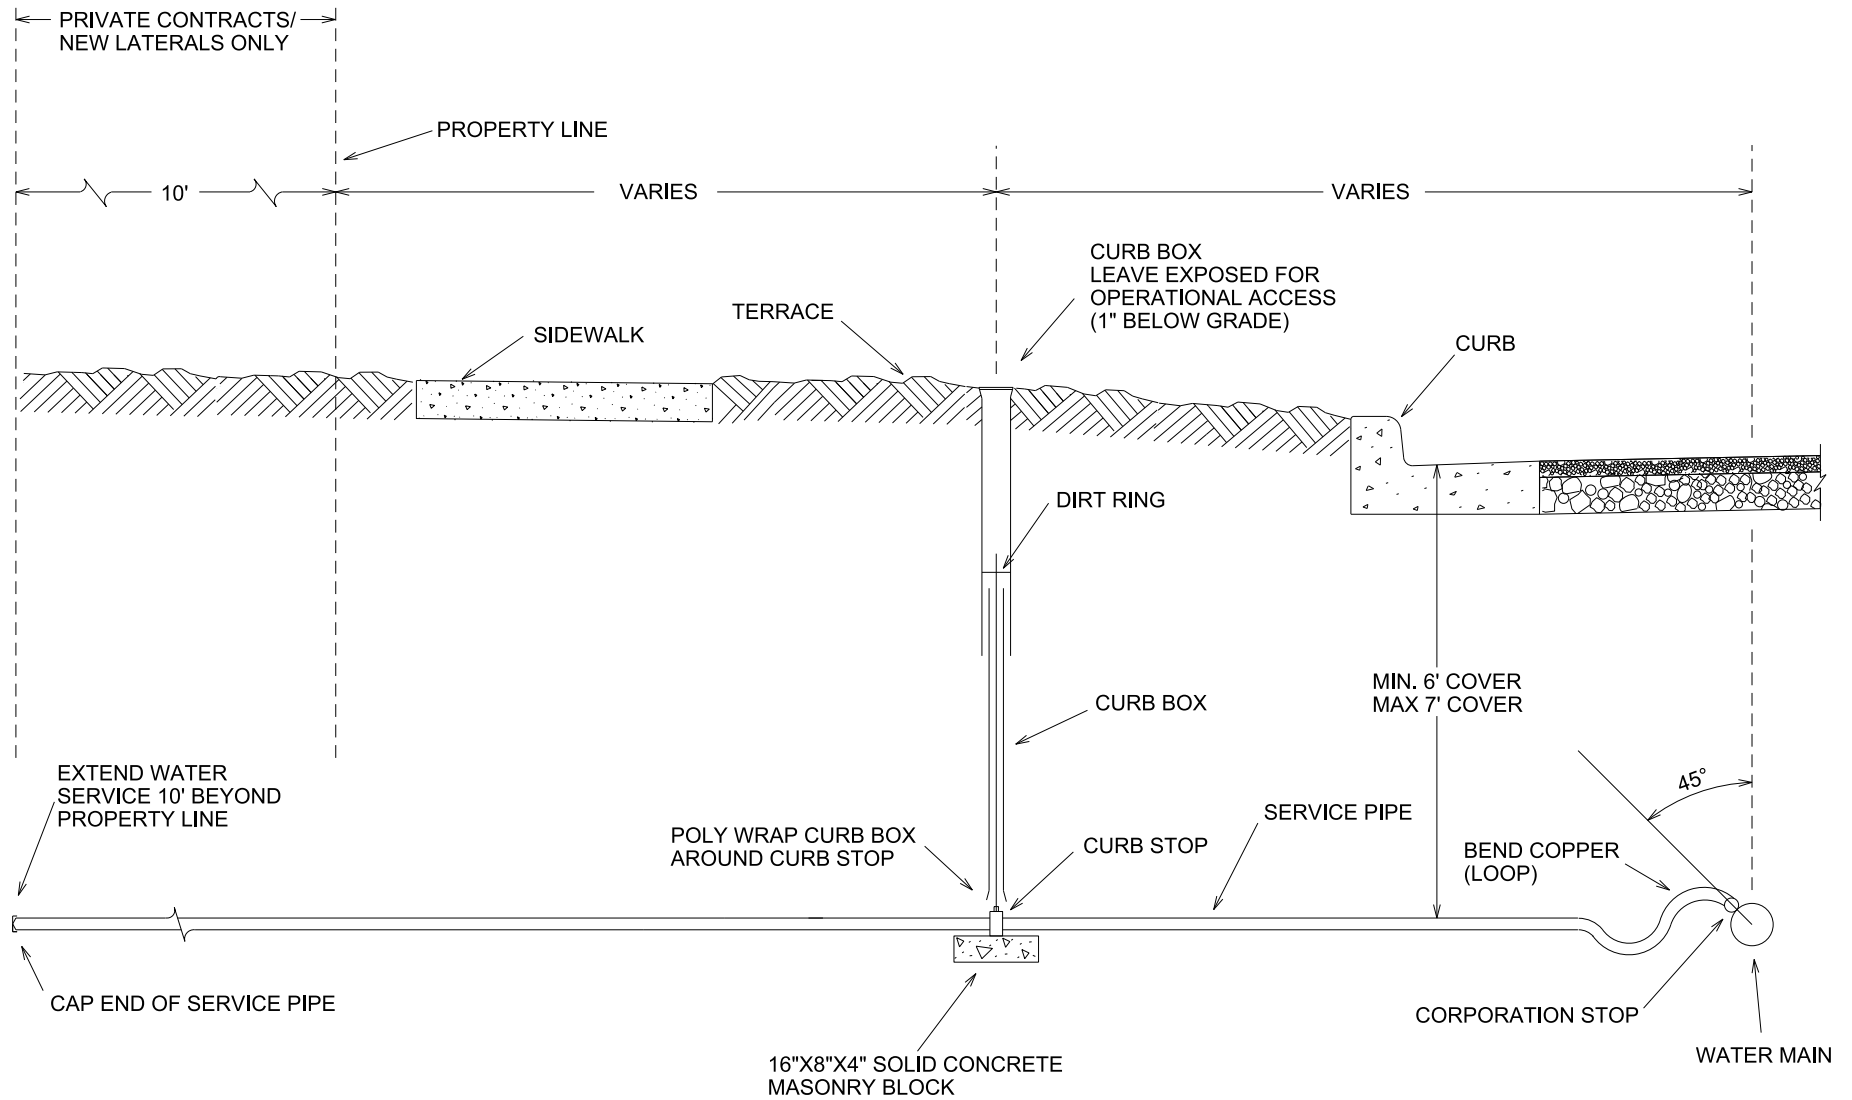 PRIVATE CONTRACTS/
NEW LATERALS ONLY
PROPERTY LINE
10'
VARIES
VARIES
CURB BOX
LEAVE EXPOSED FOR
OPERATIONAL ACCESS
(1" BELOW GRADE)
TERRACE
SIDEWALK
CURB
DIRT RING
MIN. 6' COVER
MAX 7' COVER
CURB BOX
EXTEND WATER
SERVICE 10' BEYOND
PROPERTY LINE
45°
SERVICE PIPE
POLY WRAP CURB BOX
AROUND CURB STOP
CURB STOP
BEND COPPER
(LOOP)
CAP END OF SERVICE PIPE
CORPORATION STOP
WATER MAIN
16"X8"X4" SOLID CONCRETE
MASONRY BLOCK